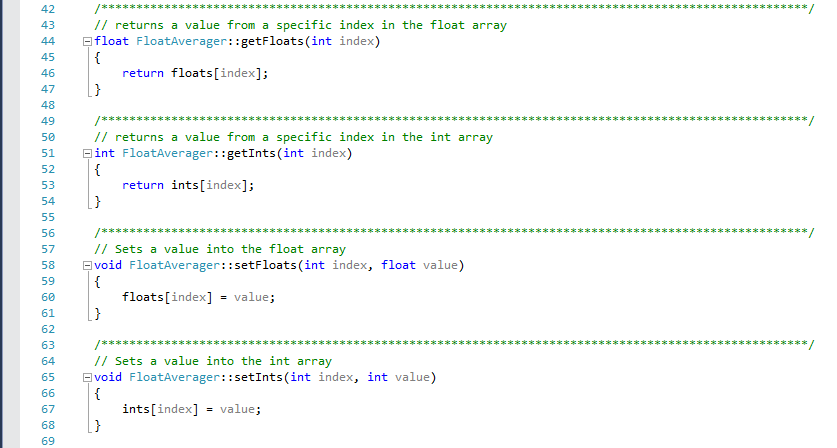 42 /*****************************************************************************************************/
43 // returns a value from a specific index in the float array
44 float FloatAverager::getFloats(int index)
45 {
46 return floats[index];
47 }
48
49 /*****************************************************************************************************/
50 // returns a value from a specific index in the int array
51 int FloatAverager::getInts(int index)
52 {
53 return ints[index];
54 }
55
56 /*****************************************************************************************************/
57 // Sets a value into the float array
58 void FloatAverager::setFloats(int index, float value)
59 {
60 floats[index] = value;
61 }
62
63 /*****************************************************************************************************/
64 // Sets a value into the int array
65 void FloatAverager::setInts(int index, int value)
66 {
67 ints[index] = value;
68 }
69